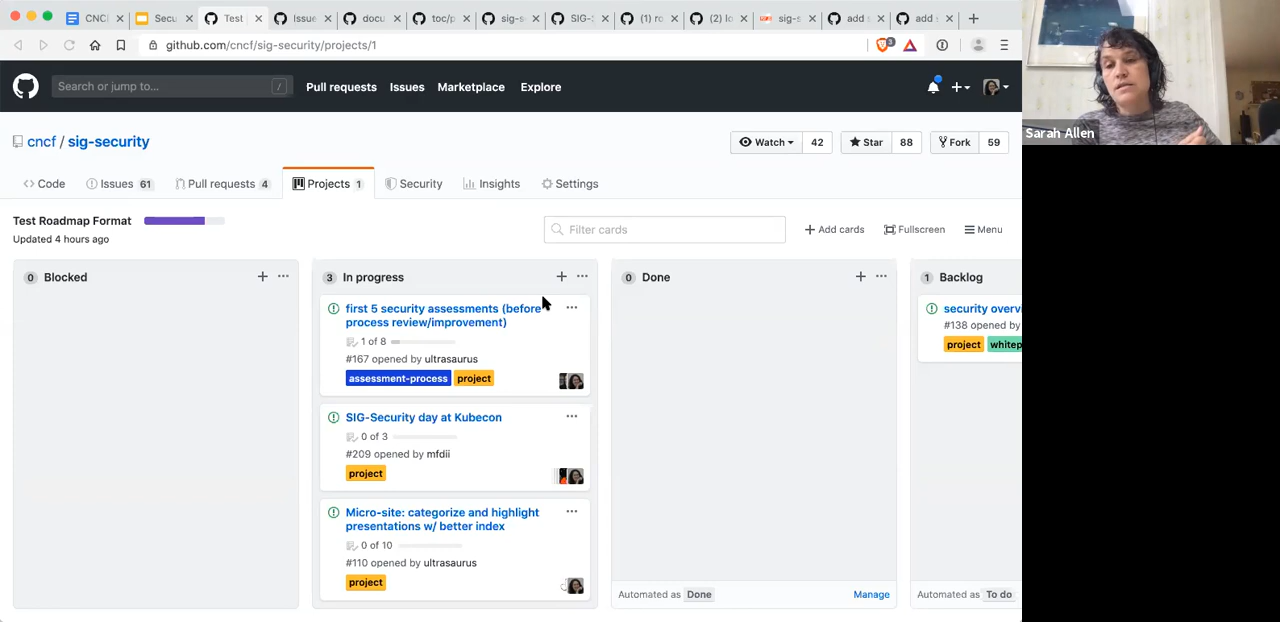 CNC
Secu
Test
Issue
docu
toc/p
sig-s
SIG-
(1) ro
(2) lo
sig-s
add
add
github.com/cncf/sig-security/projects/1
3
Search or jump to...
/
Pull requests
Issues
Marketplace
Explore
Sarah Allen
cncf / sig-security
Watch
42
Star
88
Fork
59
Code
Issues 61
Pull requests 4
Projects 1
Security
Insights
Settings
Test Roadmap Format
Updated 4 hours ago
Filter cards
Add cards
Fullscreen
Menu
0 Blocked
3 In progress
first 5 security assessments (before
process review/improvement)
1 of 8
#167 opened by ultrasaurus
assessment-process project
SIG-Security day at Kubecon
0 of 3
#209 opened by mfdii
project
Micro-site: categorize and highlight
presentations w/ better index
0 of 10
#110 opened by ultrasaurus
project
0 Done
Automated as Done
Manage
1 Backlog
security overvi
#138 opened by
project whitep
Automated as To do